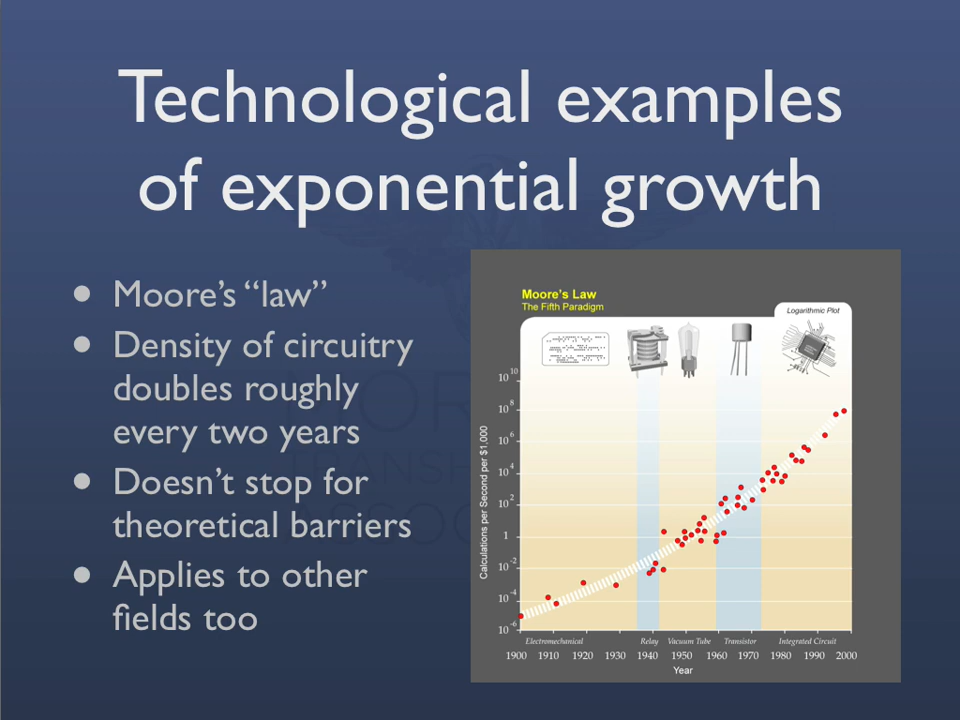 Technological examples
of exponential growth
• Moore’s “law”
• Density of circuitry
doubles roughly
every two years
• Doesn’t stop for
theoretical barriers
• Applies to other
fields too
Moore’s Law
The Fifth Paradigm
Logarithmic Plot
Calculations per Second per $1,000
10^10
10^8
10^6
10^4
10^2
1
10^-2
10^-4
10^-6
Electromechanical Relay Vacuum Tube Transistor Integrated Circuit
1900 1910 1920 1930 1940 1950 1960 1970 1980 1990 2000
Year